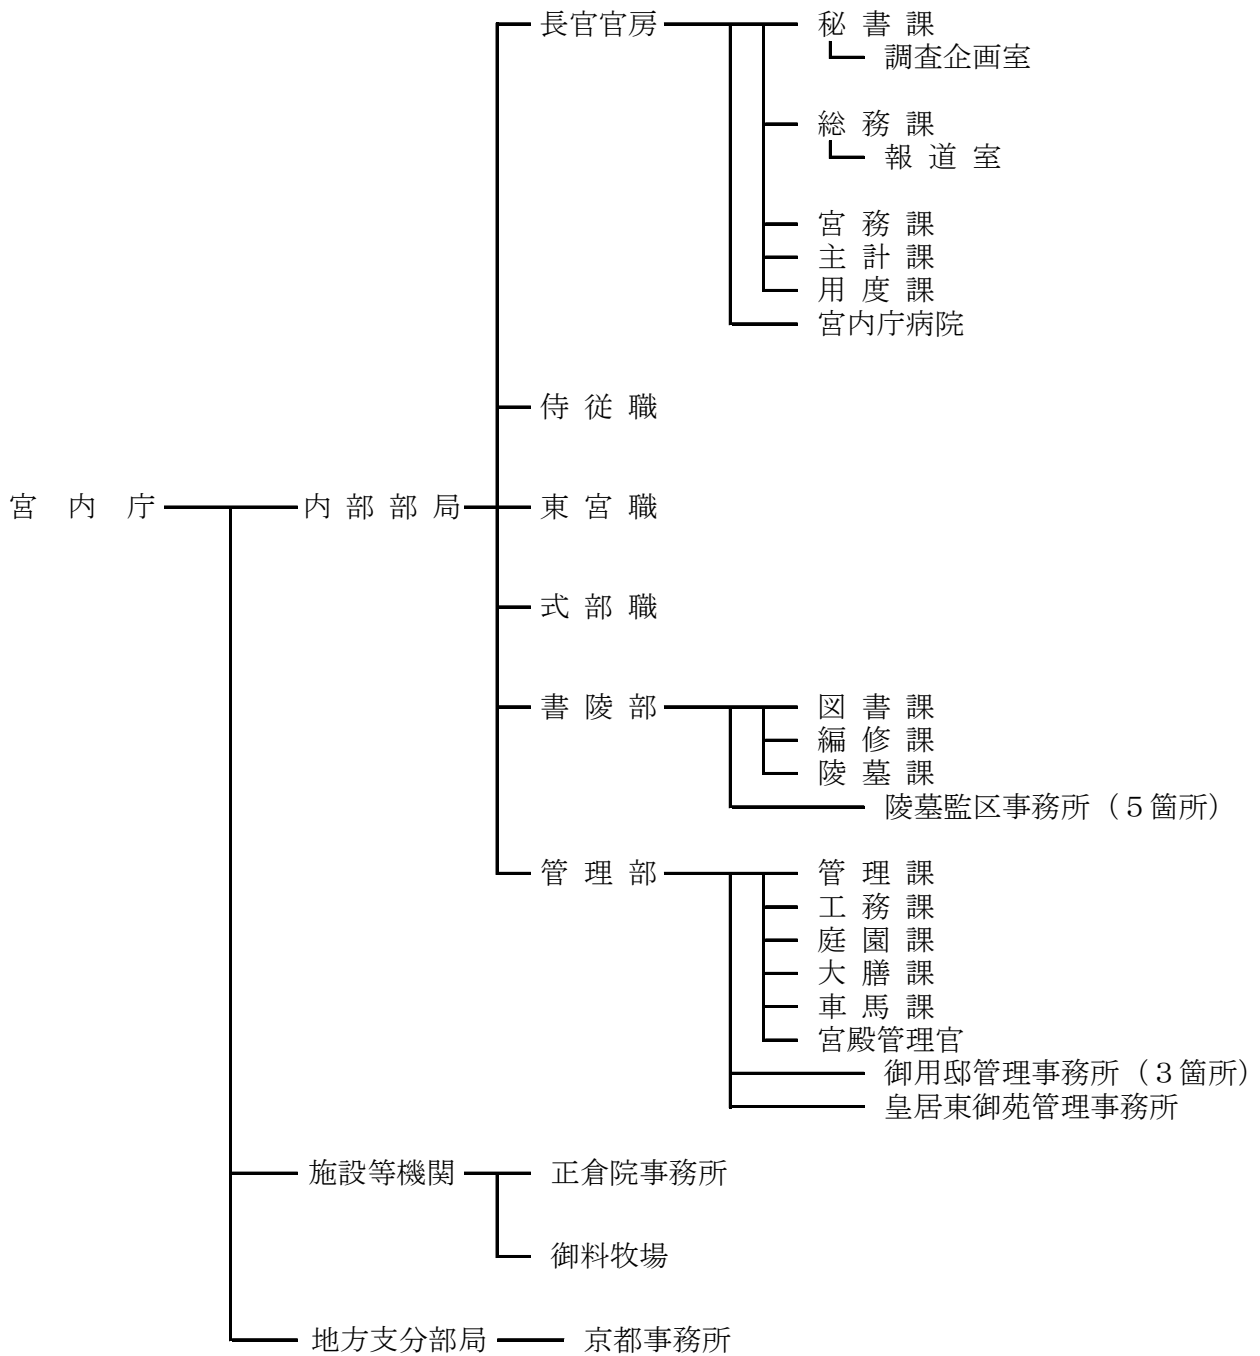 長官官房 秘書課
調査企画室
総務課
報道室
宮務課
主計課
用度課
宮内庁病院
侍従職
宮内庁 内部部局 東宮職
式部職
書陵部 図書課
編修課
陵墓課
陵墓監区事務所（５箇所）
管理部 管理課
工務課
庭園課
大膳課
車馬課
宮殿管理官
御用邸管理事務所（３箇所）
皇居東御苑管理事務所
施設等機関 正倉院事務所
御料牧場
地方支分部局 京都事務所